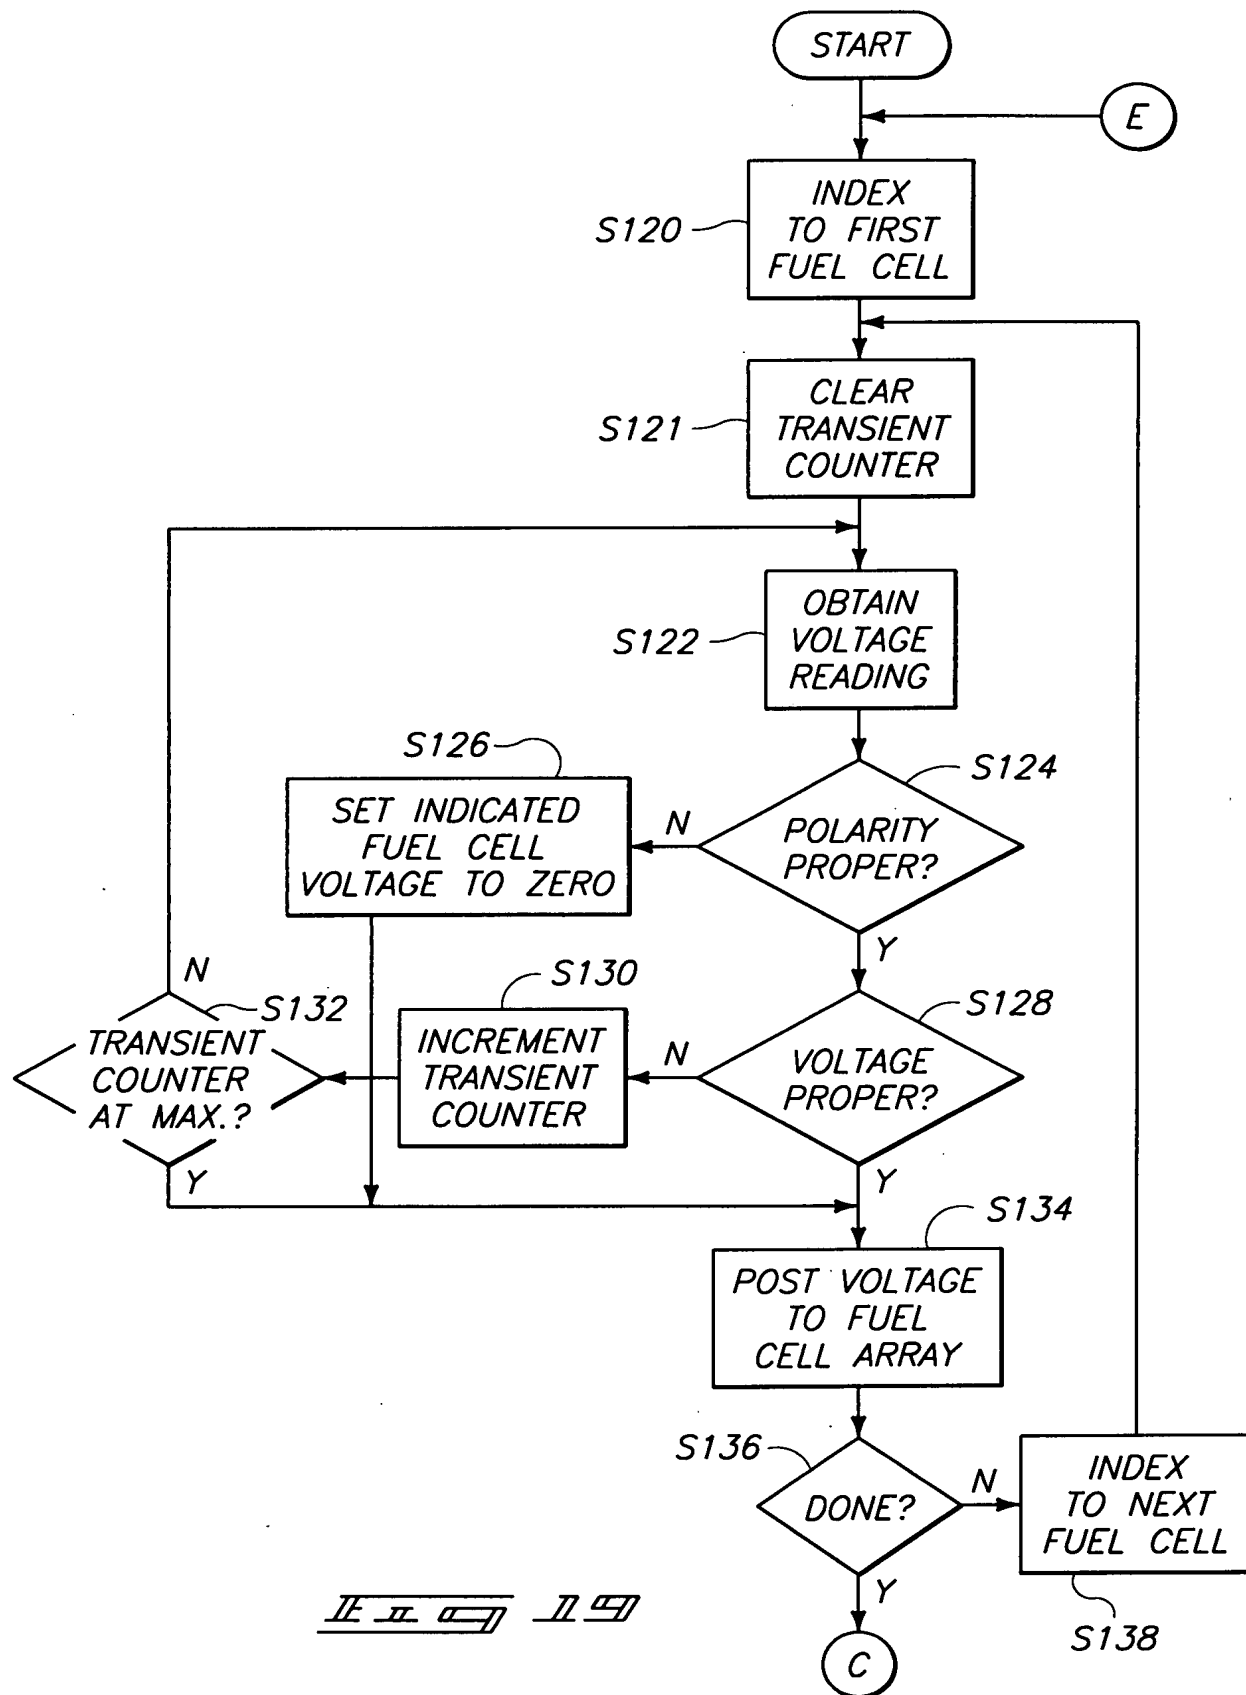 START
E
INDEX
TO FIRST
FUEL CELL
S120
CLEAR
TRANSIENT
COUNTER
S121
OBTAIN
VOLTAGE
READING
S122
S126
SET INDICATED
FUEL CELL
VOLTAGE TO ZERO
N
POLARITY
PROPER?
S124
Y
N
S132
TRANSIENT
COUNTER
AT MAX.?
Y
S130
INCREMENT
TRANSIENT
COUNTER
N
VOLTAGE
PROPER?
S128
Y
S134
POST VOLTAGE
TO FUEL
CELL ARRAY
S136
DONE?
N
INDEX
TO NEXT
FUEL CELL
S138
Y
C
Fig 19